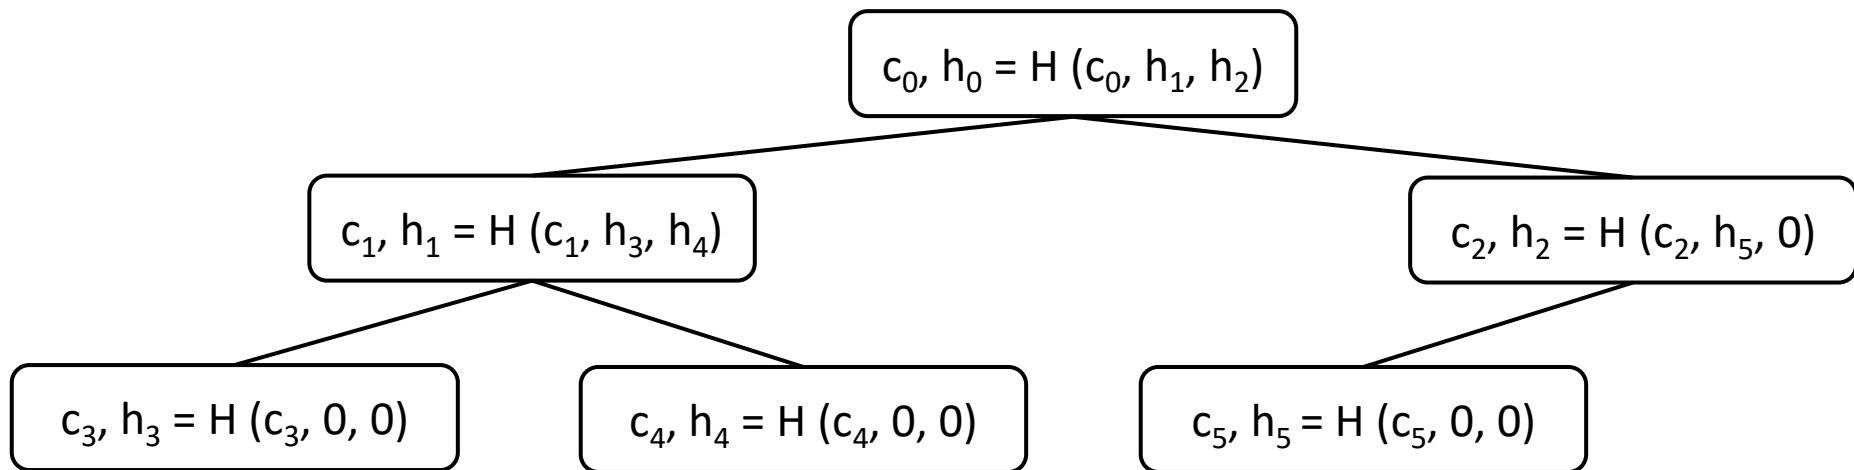 c₀, h₀ = H (c₀, h₁, h₂)
c₁, h₁ = H (c₁, h₃, h₄)
c₂, h₂ = H (c₂, h₅, 0)
c₃, h₃ = H (c₃, 0, 0)
c₄, h₄ = H (c₄, 0, 0)
c₅, h₅ = H (c₅, 0, 0)